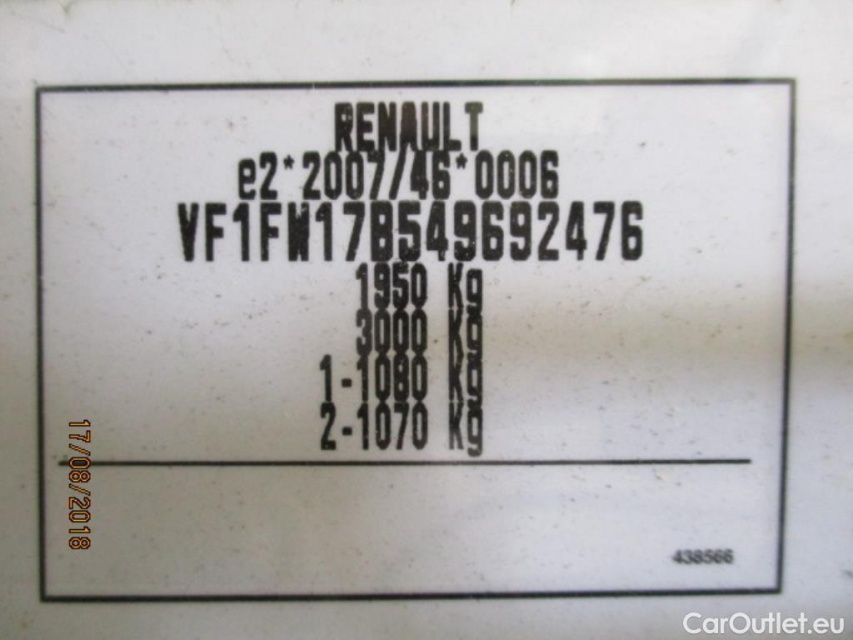 RENAULT
e2*2007/46*0006
VF1FW17B549692476
1950 Kg
3000 Kg
1-1080 Kg
2-1070 Kg
17/08/2018
438566
CarOutlet.eu